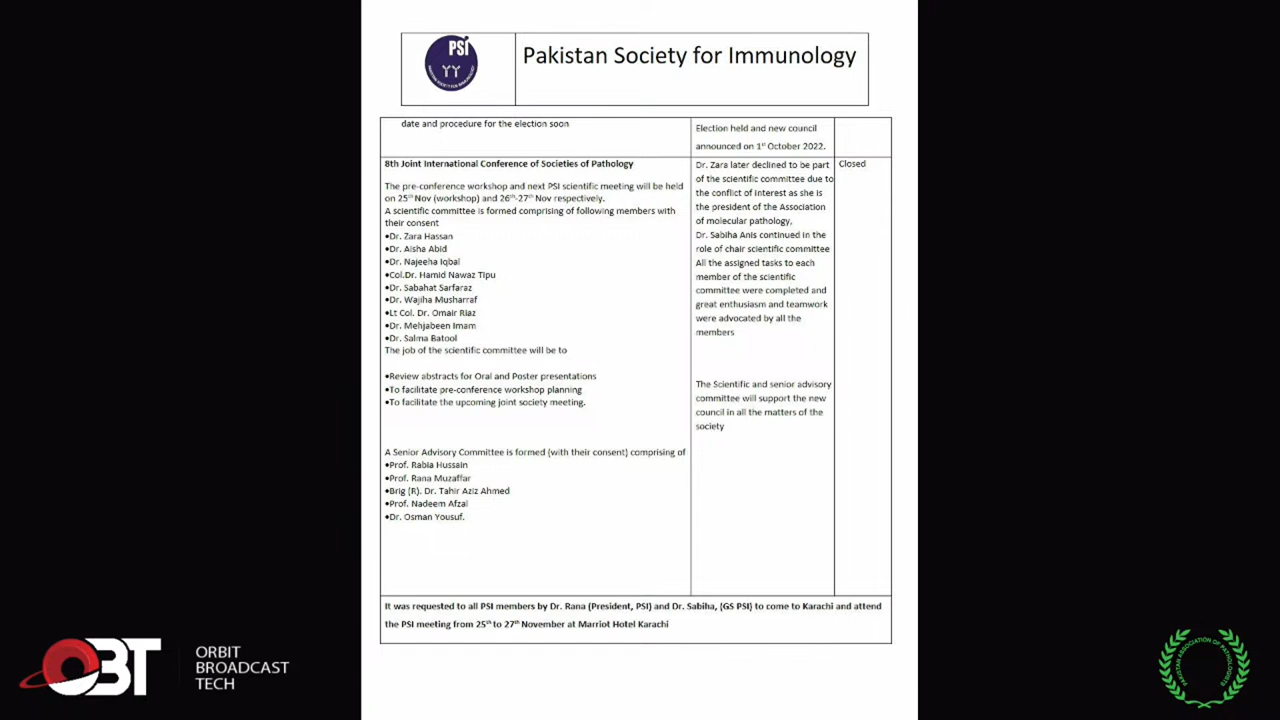 PSI
PAKISTAN SOCIETY FOR IMMUNOLOGY
Pakistan Society for Immunology
date and procedure for the election soon
Election held and new council
announced on 1st October 2022.
8th Joint International Conference of Societies of Pathology
The pre-conference workshop and next PSI scientific meeting will be held
on 25th Nov (workshop) and 26th-27th Nov respectively.
A scientific committee is formed comprising of following members with
their consent
•Dr. Zara Hassan
•Dr. Aisha Abid
•Dr. Najeeha Iqbal
•Col.Dr. Hamid Nawaz Tipu
•Dr. Sabahat Sarfaraz
•Dr. Wajiha Musharraf
•Lt Col. Dr. Omair Riaz
•Dr. Mehjabeen Imam
•Dr. Salma Batool
The job of the scientific committee will be to
•Review abstracts for Oral and Poster presentations
•To facilitate pre-conference workshop planning
•To facilitate the upcoming joint society meeting.
A Senior Advisory Committee is formed (with their consent) comprising of
•Prof. Rabia Hussain
•Prof. Rana Muzaffar
•Brig (R). Dr. Tahir Aziz Ahmed
•Prof. Nadeem Afzal
•Dr. Osman Yousuf.
Dr. Zara later declined to be part
of the scientific committee due to
the conflict of interest as she is
the president of the Association
of molecular pathology,
Dr. Sabiha Anis continued in the
role of chair scientific committee
All the assigned tasks to each
member of the scientific
committee were completed and
great enthusiasm and teamwork
were advocated by all the
members
The Scientific and senior advisory
committee will support the new
council in all the matters of the
society
Closed
It was requested to all PSI members by Dr. Rana (President, PSI) and Dr. Sabiha, (GS PSI) to come to Karachi and attend
the PSI meeting from 25th to 27th November at Marriot Hotel Karachi
OBT
ORBIT
BROADCAST
TECH
PAKISTAN ASSOCIATION OF PATHOLOGISTS